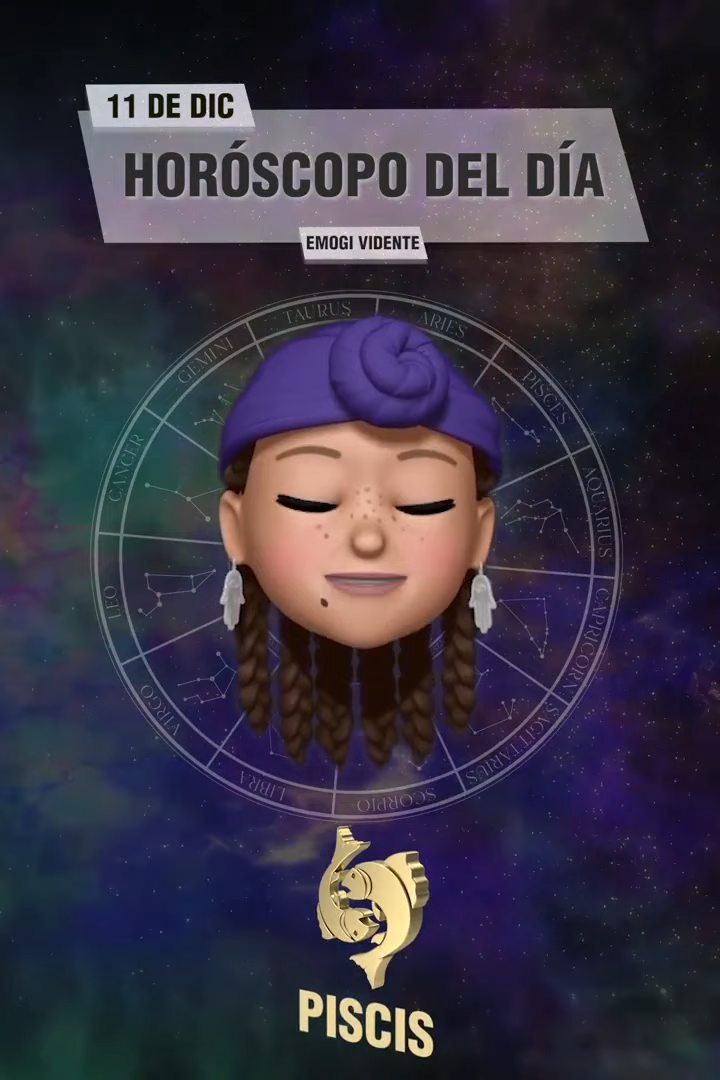 11 DE DIC
HORÓSCOPO DEL DÍA
EMOGI VIDENTE
TAURUS
ARIES
GEMINI
PISCES
CANCER
AQUARIUS
LEO
CAPRICORN
VIRGO
SAGITTARIUS
LIBRA
SCORPIO
PISCIS